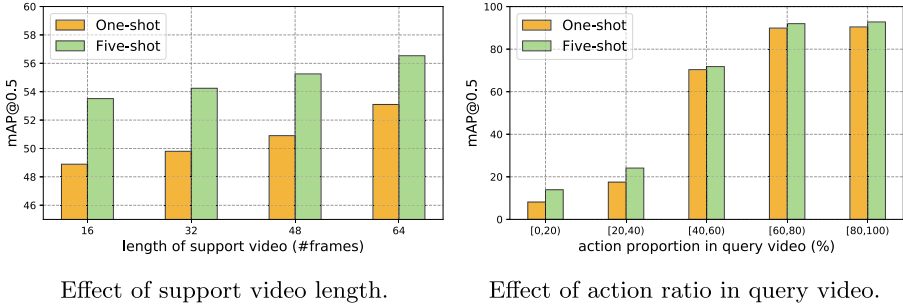 60
58
56
54
52
50
48
46
mAP@0.5
One-shot
Five-shot
16 32 48 64
length of support video (#frames)
Effect of support video length.
100
80
60
40
20
0
mAP@0.5
One-shot
Five-shot
[0,20) [20,40) [40,60) [60,80) [80,100)
action proportion in query video (%)
Effect of action ratio in query video.